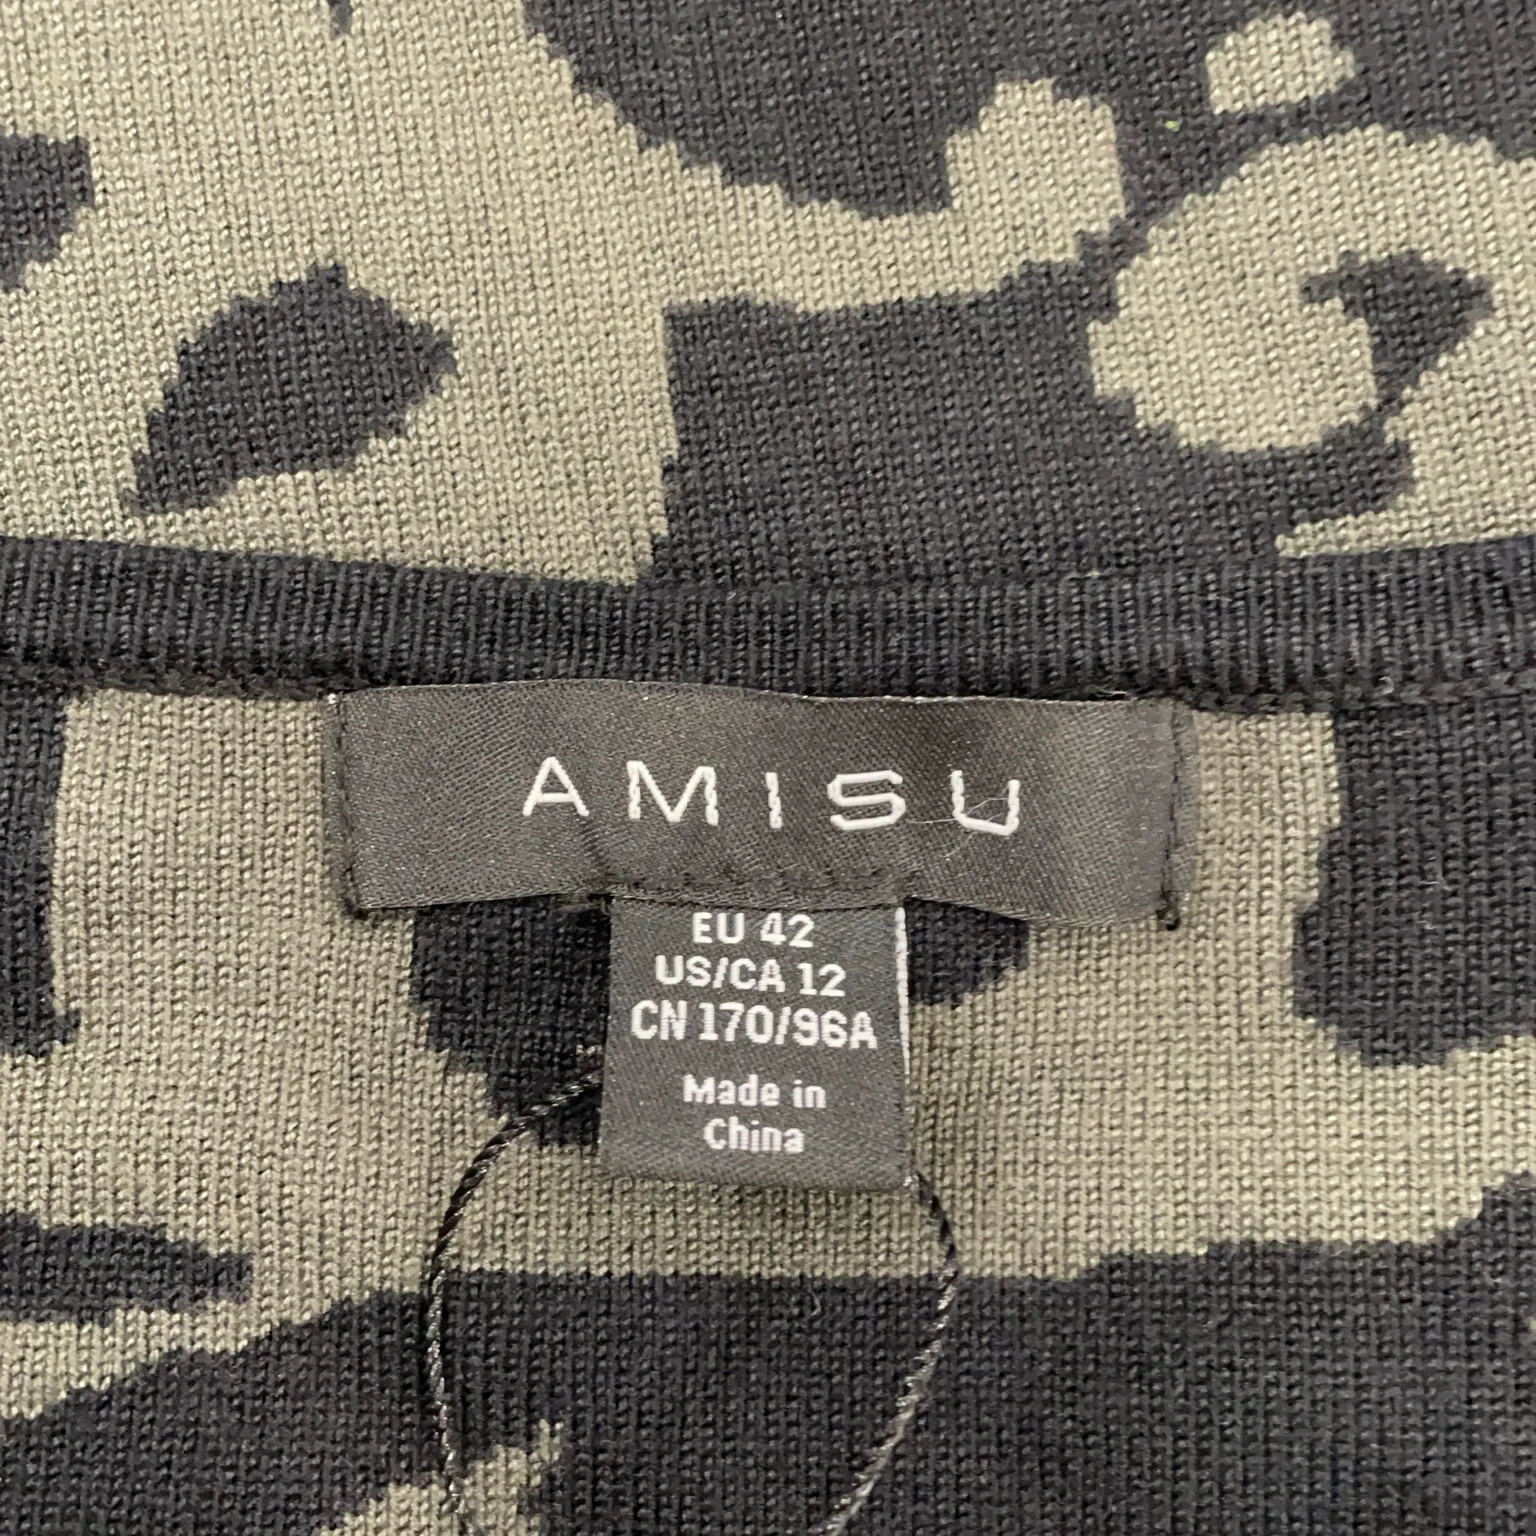 AMISU
EU 42
US/CA 12
CN 170/96A
Made in
China